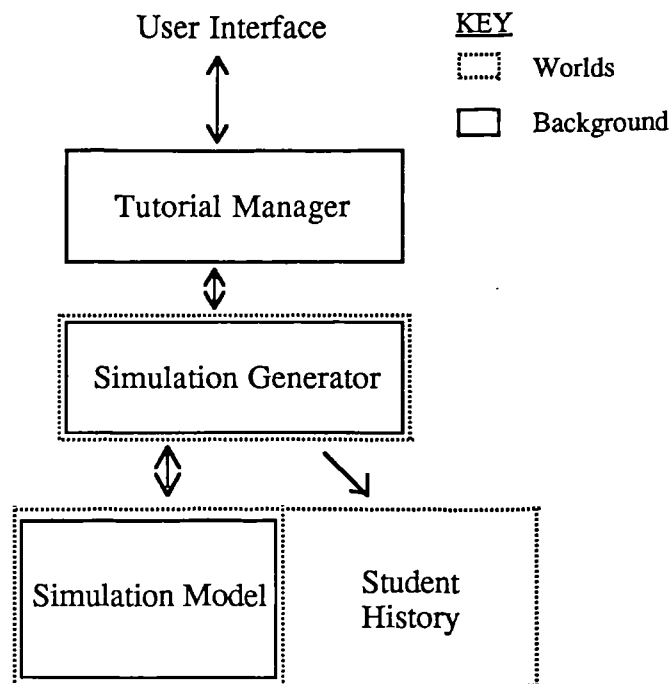 User Interface
KEY
Worlds
Background
Tutorial Manager
Simulation Generator
Simulation Model
Student
History